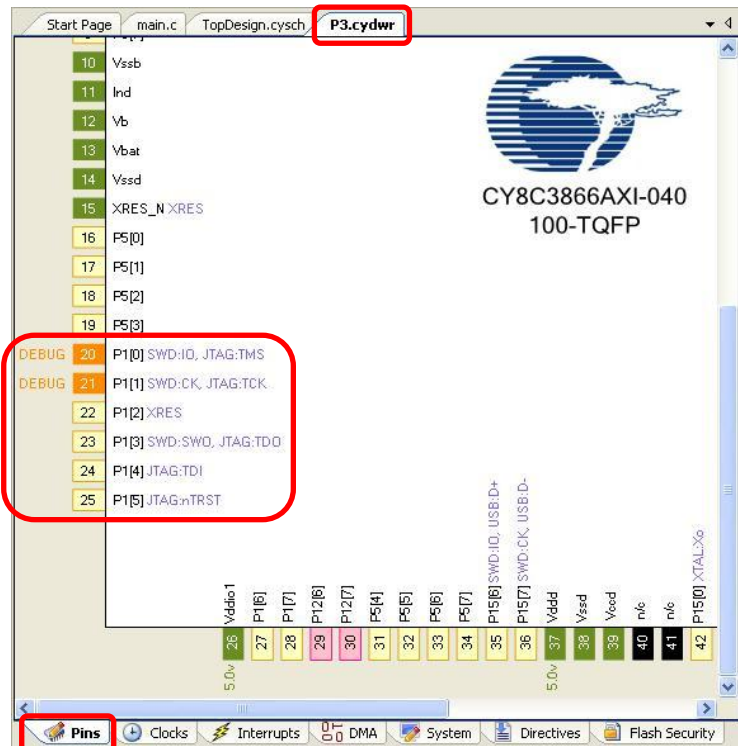 Start Page
main.c
TopDesign.cysch
P3.cydwr
10 Vssb
11 Ind
12 Vb
13 Vbat
14 Vssd
15 XRES_N XRES
16 P5[0]
17 P5[1]
18 P5[2]
19 P5[3]
DEBUG 20 P1[0] SWD:IO, JTAG:TMS
DEBUG 21 P1[1] SWD:CK, JTAG:TCK
22 P1[2] XRES
23 P1[3] SWD:SWO, JTAG:TDO
24 P1[4] JTAG:TDI
25 P1[5] JTAG:nTRST
CY8C3866AXI-040
100-TQFP
Vddio1 26 5.0v
P1[6] 27
P1[7] 28
P12[6] 29
P12[7] 30
P5[4] 31
P5[5] 32
P5[6] 33
P5[7] 34
P15[6] SWD:IO, USB:D+ 35
P15[7] SWD:CK, USB:D- 36
Vddd 37 5.0v
Vssd 38
Vccd 39
n/c 40
n/c 41
P15[0] XTAL:Xo 42
Pins
Clocks
Interrupts
DMA
System
Directives
Flash Security